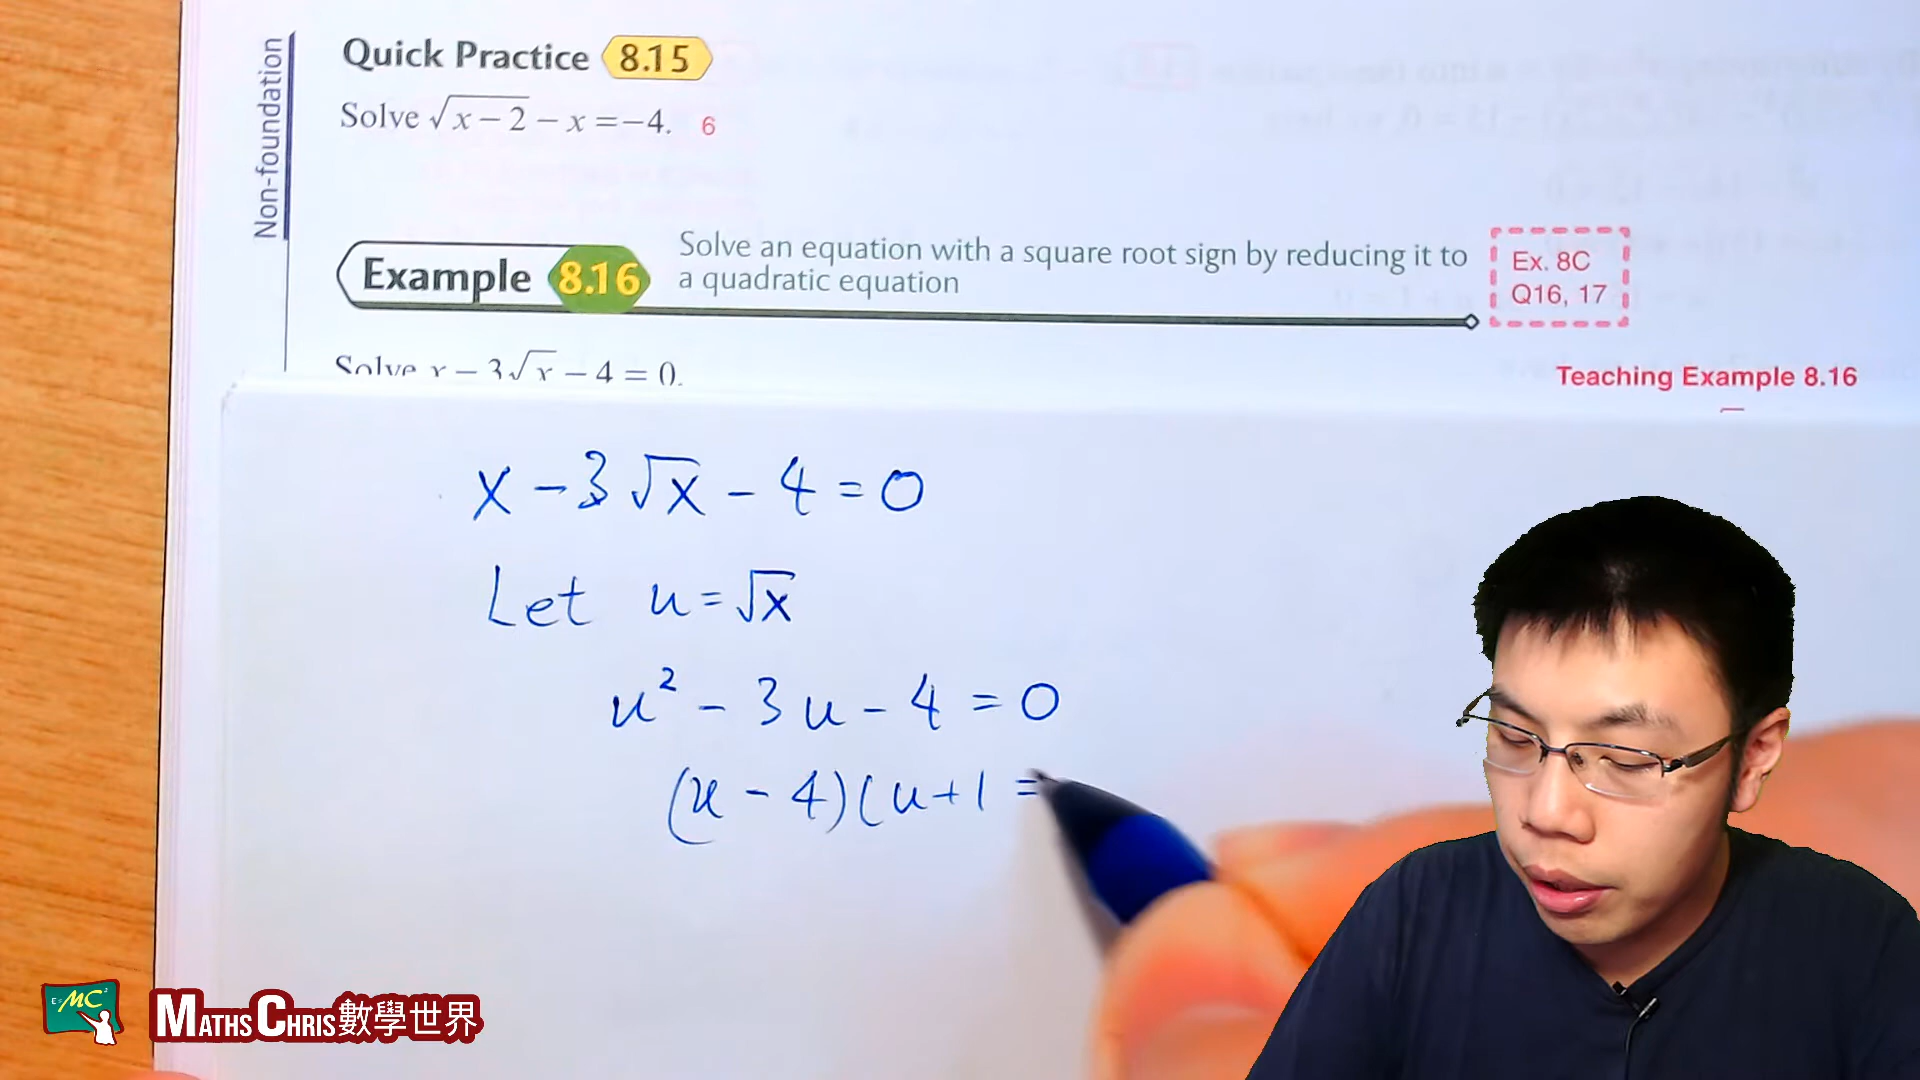 Non-foundation
Quick Practice 8.15
Solve √x − 2 − x = −4. 6
Example 8.16
Solve an equation with a square root sign by reducing it to
a quadratic equation
Ex. 8C
Q16, 17
Solve x − 3√x − 4 = 0.
Teaching Example 8.16
x − 3√x − 4 = 0
Let u = √x
u² − 3u − 4 = 0
(u − 4)(u+1 =
MC
MATHS CHRIS數學世界